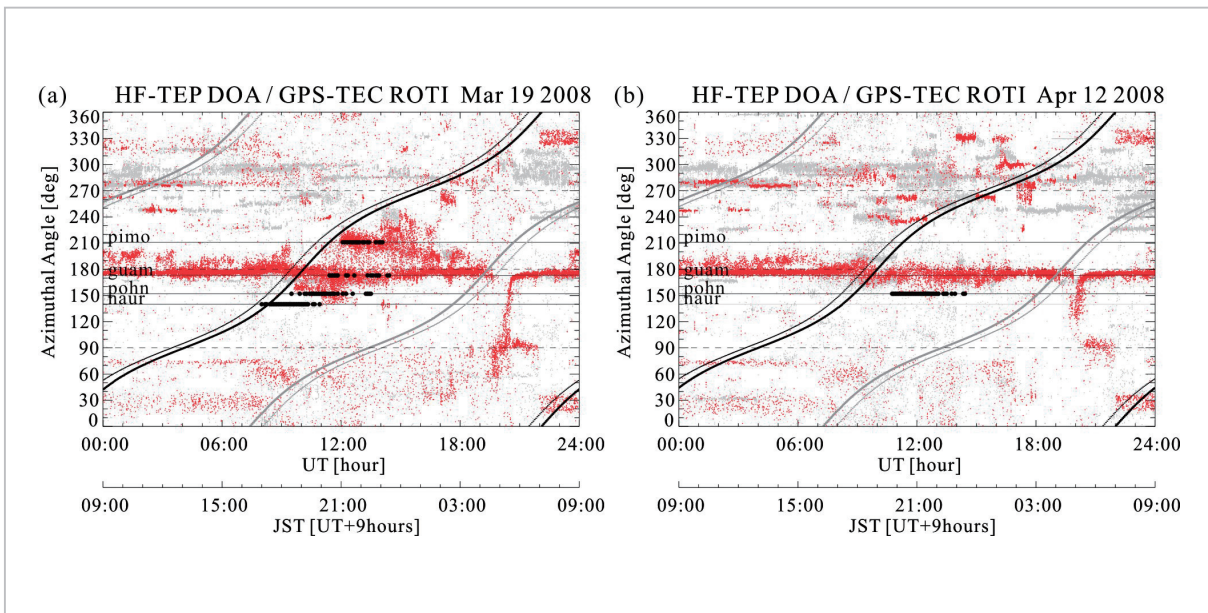 (a) HF-TEP DOA / GPS-TEC ROTI Mar 19 2008
Azimuthal Angle [deg]
360
330
300
270
240
210
180
150
120
90
60
30
0
pimo
guam
pohn
haur
00:00 06:00 12:00 18:00 24:00
UT [hour]
09:00 15:00 21:00 03:00 09:00
JST [UT+9hours]
(b) HF-TEP DOA / GPS-TEC ROTI Apr 12 2008
Azimuthal Angle [deg]
360
330
300
270
240
210
180
150
120
90
60
30
0
pimo
guam
pohn
haur
00:00 06:00 12:00 18:00 24:00
UT [hour]
09:00 15:00 21:00 03:00 09:00
JST [UT+9hours]